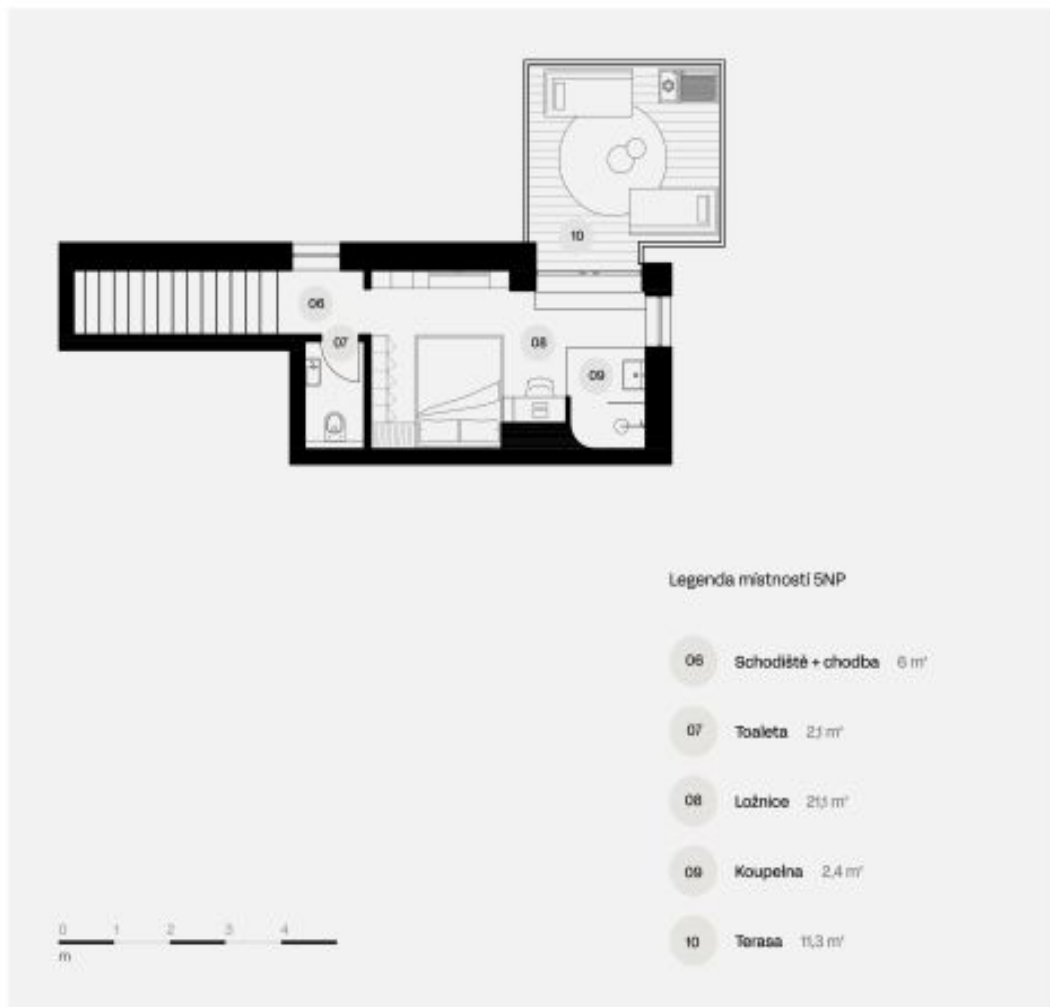 10
06
07
08
09
Legenda místností 5NP
06 Schodiště + chodba 6 m²
07 Toaleta 2,1 m²
08 Ložnice 21,1 m²
09 Koupelna 2,4 m²
10 Terasa 11,3 m²
0 1 2 3 4
m